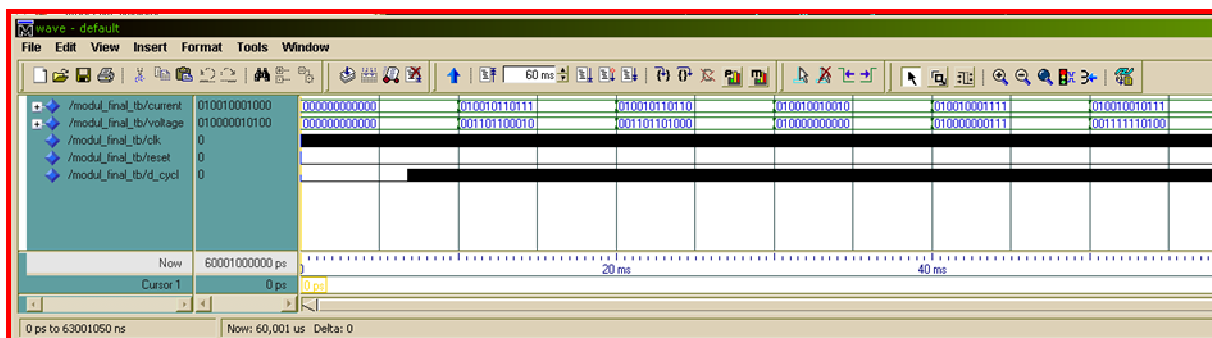 wave - default
File Edit View Insert Format Tools Window
60 ms
/modul_final_tb/current 010010001000 000000000000 010010110111 010010110110 010010010010 010010001111 010010010111
/modul_final_tb/voltage 010000010100 000000000000 001101100010 001101101000 010000000000 010000000111 001111110100
/modul_final_tb/clk 0
/modul_final_tb/reset 0
/modul_final_tb/d_cycl 0
Now 60001000000 ps 0 20 ms 40 ms
Cursor 1 0 ps 0 ps
0 ps to 63001050 ns Now: 60,001 us Delta: 0